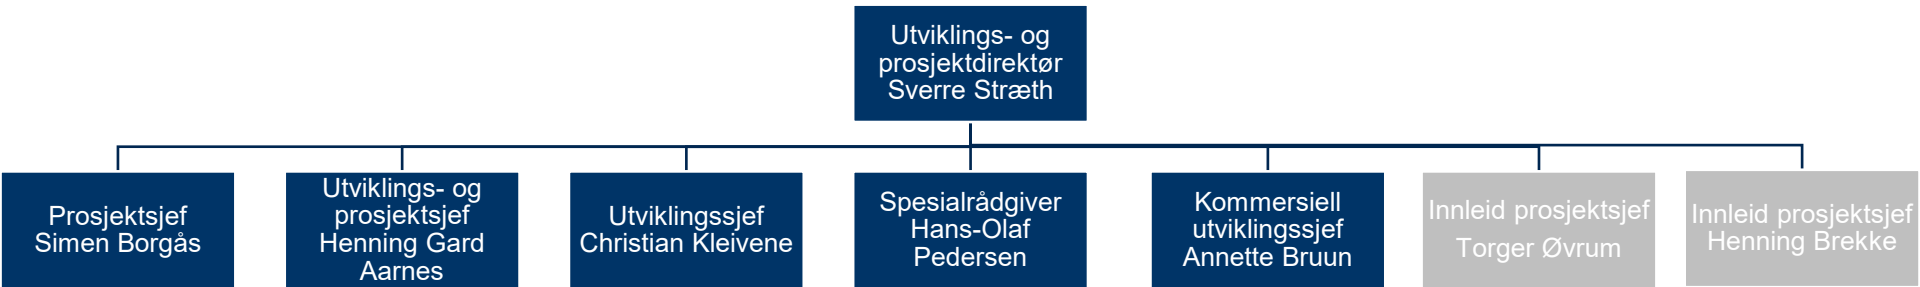 Utviklings- og
prosjektdirektør
Sverre Stræth
Prosjektsjef
Simen Borgås
Utviklings- og
prosjektsjef
Henning Gard
Aarnes
Utviklingssjef
Christian Kleivene
Spesialrådgiver
Hans-Olaf
Pedersen
Kommersiell
utviklingssjef
Annette Bruun
Innleid prosjektsjef
Torger Øvrum
Innleid prosjektsjef
Henning Brekke